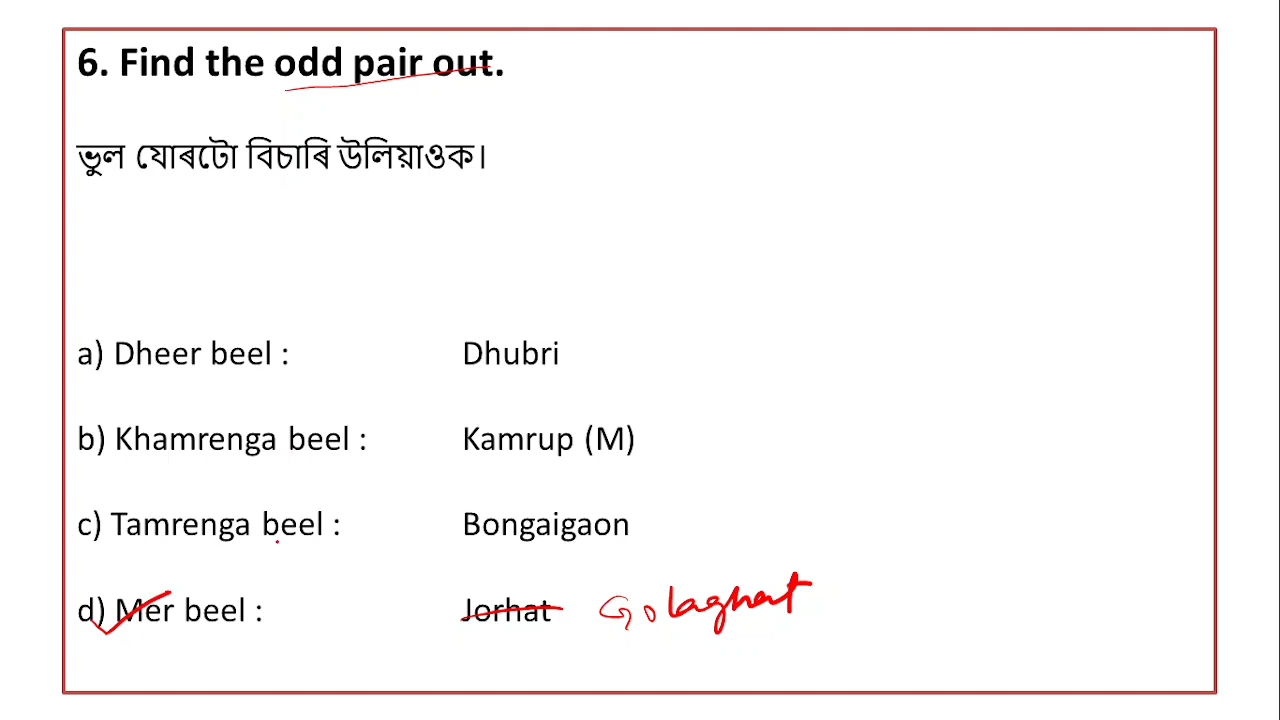 6. Find the odd pair out.
ভুল যোৰটো বিচাৰি উলিয়াওক।
a) Dheer beel : Dhubri
b) Khamrenga beel : Kamrup (M)
c) Tamrenga beel : Bongaigaon
d) Mer beel : Jorhat Golaghat